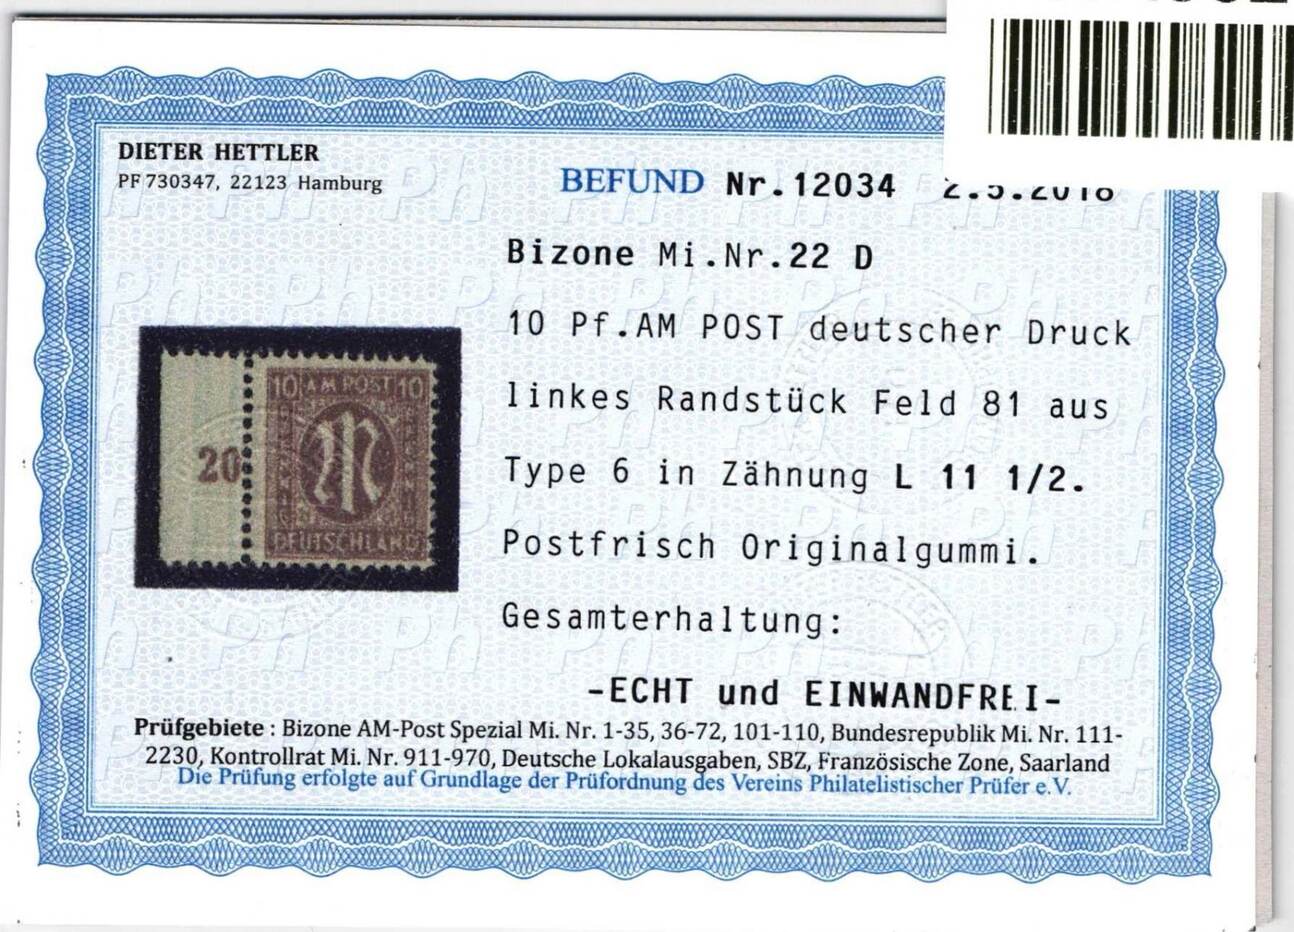 DIETER HETTLER
PF 730347, 22123 Hamburg
BEFUND Nr.12034 2.5.2018
Bizone Mi.Nr.22 D
10 Pf.AM POST deutscher Druck
linkes Randstück Feld 81 aus
Type 6 in Zähnung L 11 1/2.
Postfrisch Originalgummi.
Gesamterhaltung:
-ECHT und EINWANDFREI-
10 AM POST 10
20
DEUTSCHLAND
Prüfgebiete : Bizone AM-Post Spezial Mi. Nr. 1-35, 36-72, 101-110, Bundesrepublik Mi. Nr. 111-
2230, Kontrollrat Mi. Nr. 911-970, Deutsche Lokalausgaben, SBZ, Französische Zone, Saarland
Die Prüfung erfolgte auf Grundlage der Prüfordnung des Vereins Philatelistischer Prüfer e.V.